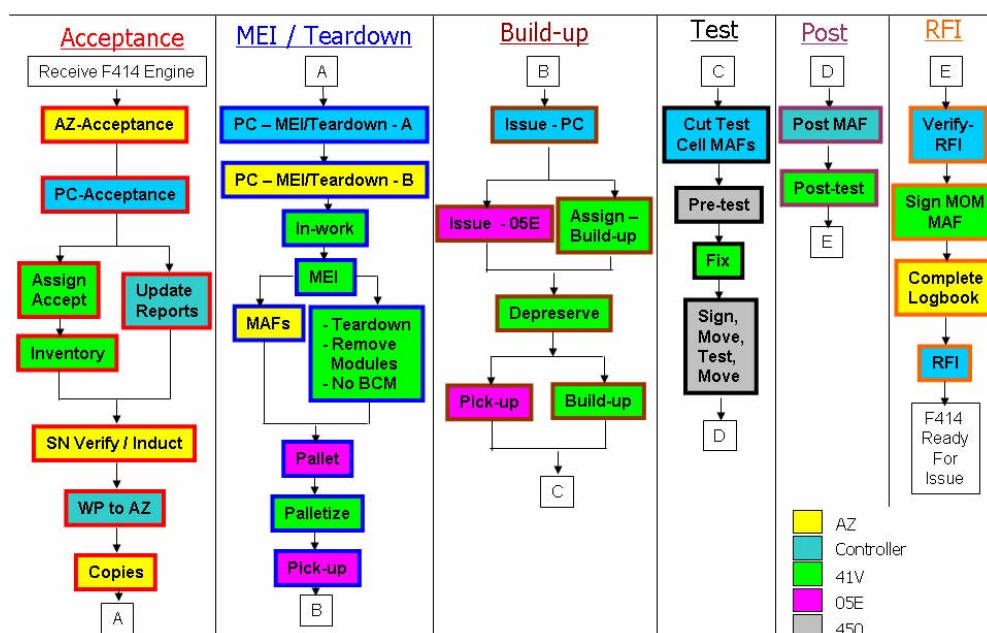 Acceptance
Receive F414 Engine
AZ-Acceptance
PC-Acceptance
Assign
Accept
Update
Reports
Inventory
SN Verify / Induct
WP to AZ
Copies
A
MEI / Teardown
A
PC – MEI/Teardown - A
PC – MEI/Teardown - B
In-work
MEI
MAFs
- Teardown
- Remove
Modules
- No BCM
Pallet
Palletize
Pick-up
B
Build-up
B
Issue - PC
Issue - 05E
Assign –
Build-up
Depreserve
Pick-up
Build-up
C
Test
C
Cut Test
Cell MAFs
Pre-test
Fix
Sign,
Move,
Test,
Move
D
Post
D
Post MAF
Post-test
E
RFI
E
Verify-
RFI
Sign MOM
MAF
Complete
Logbook
RFI
F414
Ready
For
Issue
AZ
Controller
41V
05E
450